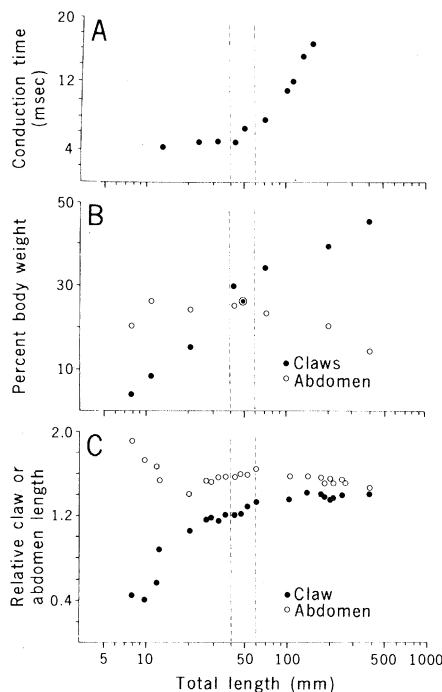 A
Conduction time
(msec)
20
12
4
B
Percent body weight
50
30
10
Claws
Abdomen
C
Relative claw or
abdomen length
2.0
1.2
0.4
Claw
Abdomen
5
10
50
100
500
1000
Total length (mm)